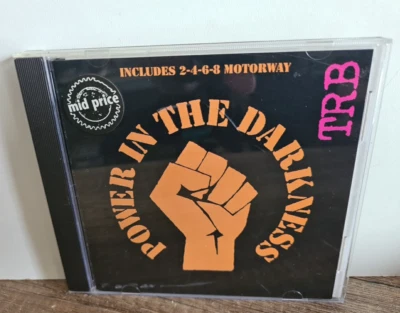 INCLUDES 2-4-6-8 MOTORWAY
mid price
TRB
POWER IN THE DARKNESS